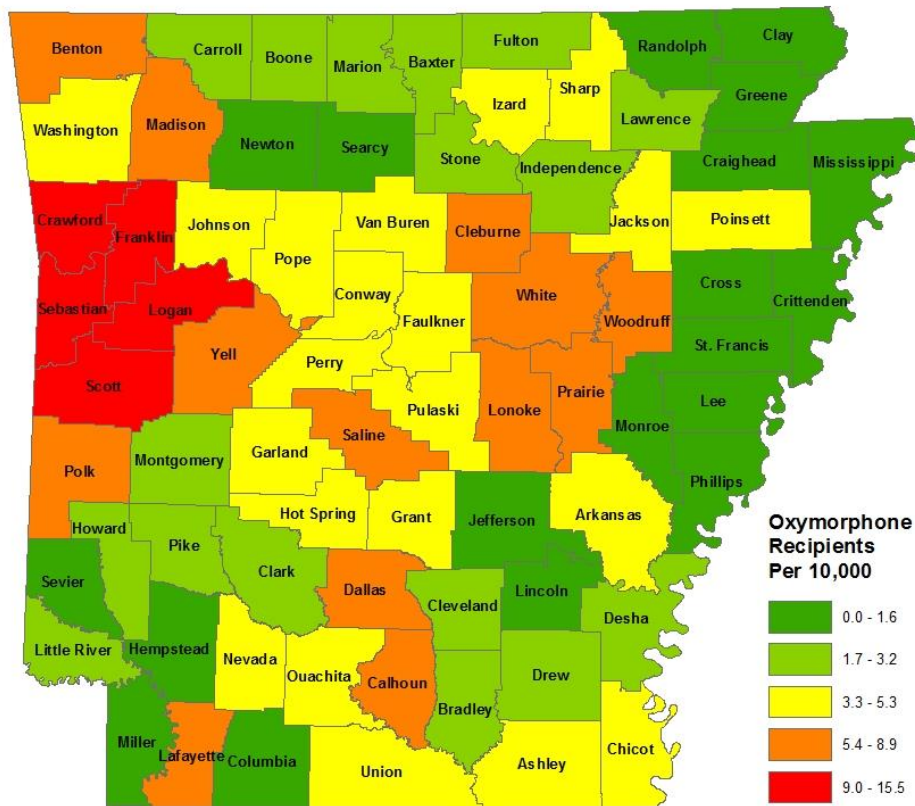 Benton
Carroll
Boone
Marion
Baxter
Fulton
Randolph
Clay
Washington
Madison
Newton
Searcy
Stone
Izard
Sharp
Lawrence
Greene
Independence
Craighead
Mississippi
Crawford
Franklin
Johnson
Pope
Van Buren
Cleburne
Jackson
Poinsett
Sebastian
Logan
Conway
Faulkner
White
Woodruff
Cross
Crittenden
Yell
Perry
St. Francis
Scott
Pulaski
Lonoke
Prairie
Monroe
Lee
Polk
Montgomery
Garland
Saline
Phillips
Howard
Pike
Hot Spring
Grant
Jefferson
Arkansas
Sevier
Clark
Dallas
Cleveland
Lincoln
Desha
Little River
Hempstead
Nevada
Ouachita
Calhoun
Bradley
Drew
Miller
Lafayette
Columbia
Union
Ashley
Chicot
Oxymorphone
Recipients
Per 10,000
0.0 - 1.6
1.7 - 3.2
3.3 - 5.3
5.4 - 8.9
9.0 - 15.5